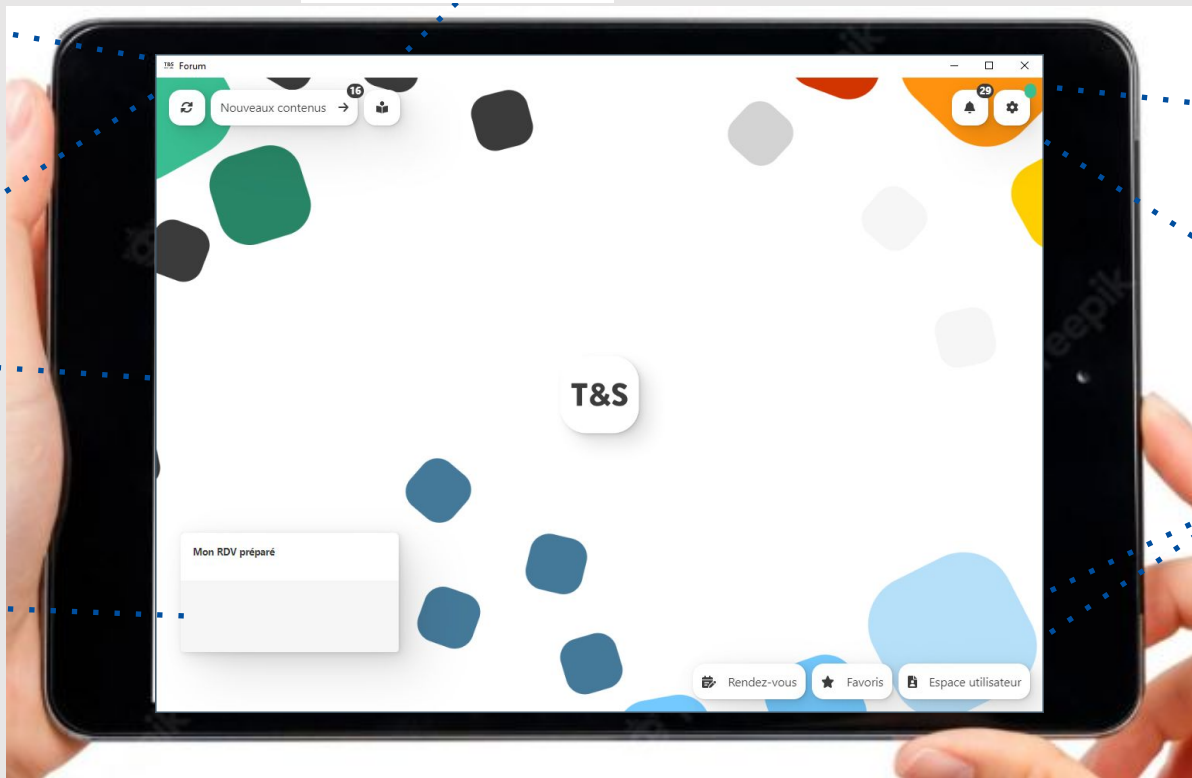 T&S Forum
Nouveaux contenus
16
29
T&S
Mon RDV préparé
Rendez-vous
Favoris
Espace utilisateur